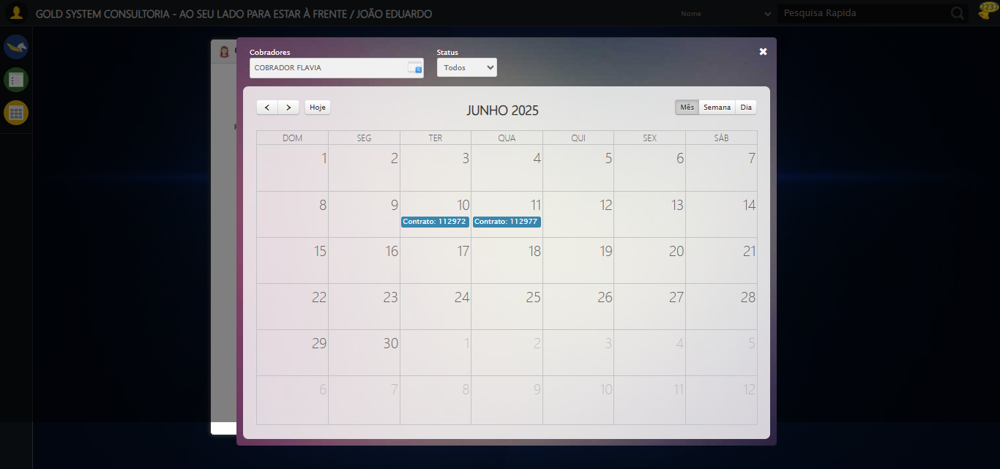 GOLD SYSTEM CONSULTORIA - AO SEU LADO PARA ESTAR À FRENTE / JOÃO EDUARDO
Nome
Pesquisa Rapida
2237
Cobradores
Status
COBRADOR FLAVIA
Todos
Hoje
JUNHO 2025
Mês Semana Dia
DOM SEG TER QUA QUI SEX SÁB
1 2 3 4 5 6 7
8 9 10 11 12 13 14
Contrato: 112972 Contrato: 112977
15 16 17 18 19 20 21
22 23 24 25 26 27 28
29 30 1 2 3 4 5
6 7 8 9 10 11 12